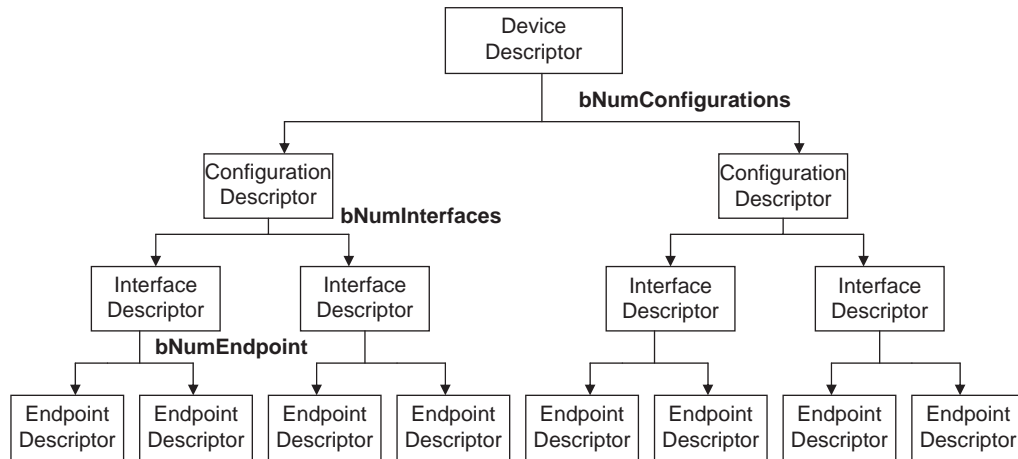 Device
Descriptor
bNumConfigurations
Configuration
Descriptor
Configuration
Descriptor
bNumInterfaces
Interface
Descriptor
Interface
Descriptor
Interface
Descriptor
Interface
Descriptor
bNumEndpoint
Endpoint
Descriptor
Endpoint
Descriptor
Endpoint
Descriptor
Endpoint
Descriptor
Endpoint
Descriptor
Endpoint
Descriptor
Endpoint
Descriptor
Endpoint
Descriptor